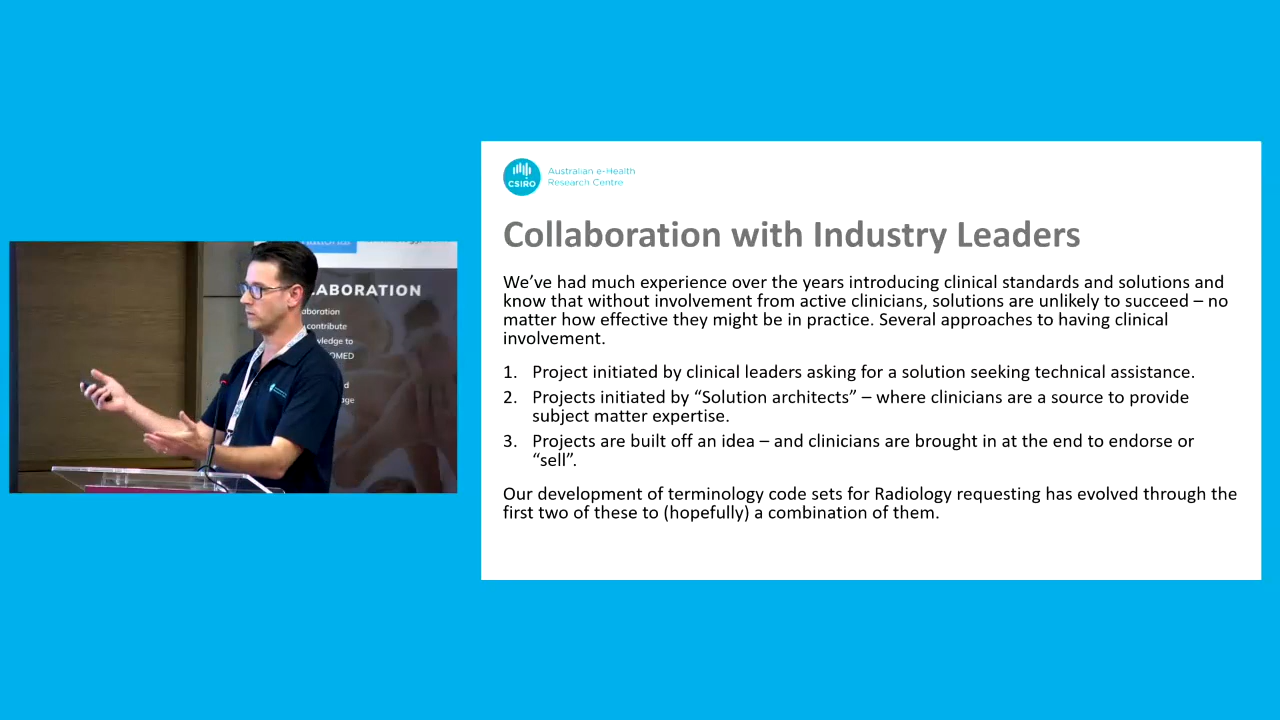 LABORATION
aboration
contribute
ledge to
OMED
age
CSIRO
Australian e-Health
Research Centre
Collaboration with Industry Leaders
We’ve had much experience over the years introducing clinical standards and solutions and
know that without involvement from active clinicians, solutions are unlikely to succeed – no
matter how effective they might be in practice. Several approaches to having clinical
involvement.
1. Project initiated by clinical leaders asking for a solution seeking technical assistance.
2. Projects initiated by “Solution architects” – where clinicians are a source to provide
subject matter expertise.
3. Projects are built off an idea – and clinicians are brought in at the end to endorse or
“sell”.
Our development of terminology code sets for Radiology requesting has evolved through the
first two of these to (hopefully) a combination of them.